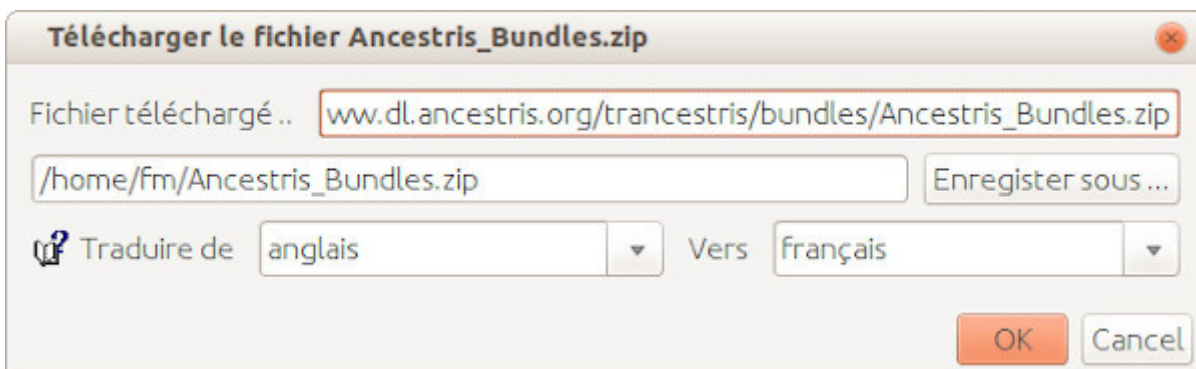 Télécharger le fichier Ancestris_Bundles.zip
Fichier téléchargé .. ww.dl.ancestris.org/trancestris/bundles/Ancestris_Bundles.zip
/home/fm/Ancestris_Bundles.zip Enregister sous ...
Traduire de anglais Vers français
OK Cancel